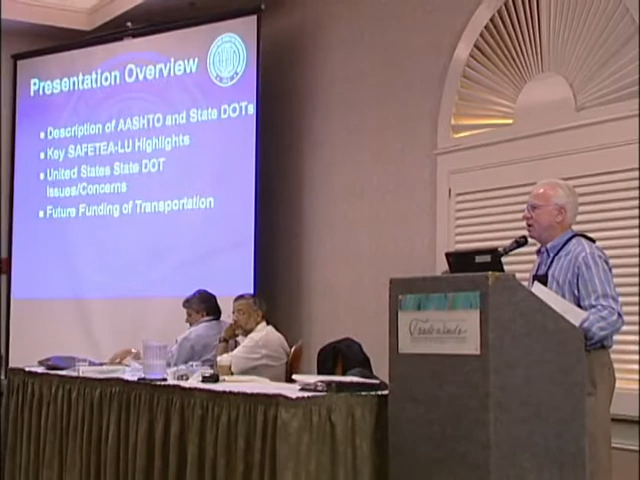 Presentation Overview
Description of AASHTO and State DOTs
Key SAFETEA-LU Highlights
United States State DOT
Issues/Concerns
Future Funding of Transportation
Tradewinds